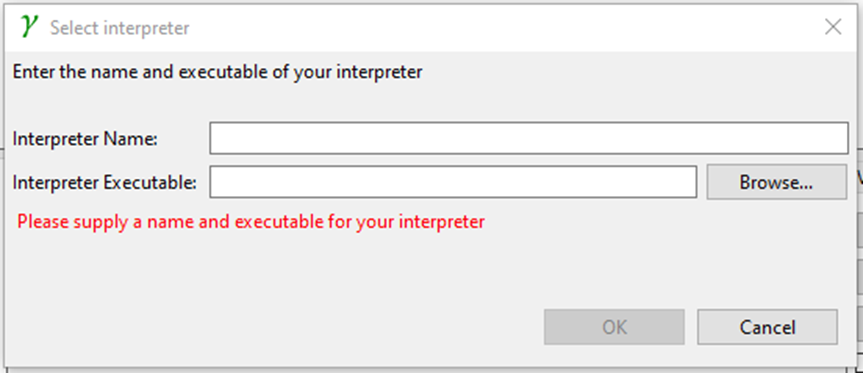 γ Select interpreter
Enter the name and executable of your interpreter
Interpreter Name:
Interpreter Executable: Browse...
Please supply a name and executable for your interpreter
OK Cancel